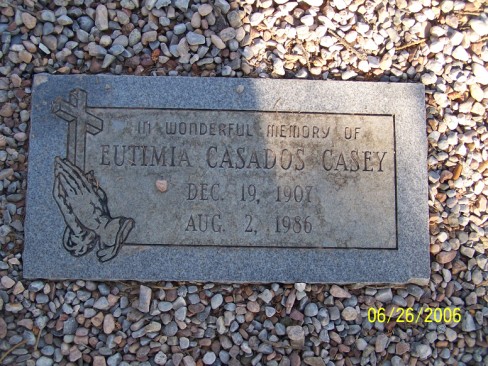 IN WONDERFUL MEMORY OF
EUTIMIA CASADOS CASEY
DEC. 19, 1907
AUG. 2, 1986
06/26/2006